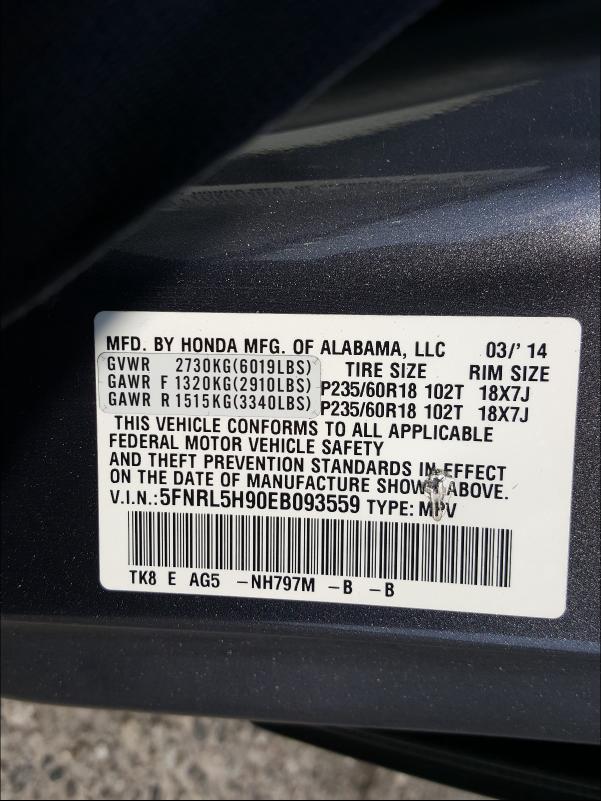 MFD. BY HONDA MFG. OF ALABAMA, LLC 03/' 14
GVWR 2730KG(6019LBS) TIRE SIZE RIM SIZE
GAWR F 1320KG(2910LBS) P235/60R18 102T 18X7J
GAWR R 1515KG(3340LBS) P235/60R18 102T 18X7J
THIS VEHICLE CONFORMS TO ALL APPLICABLE
FEDERAL MOTOR VEHICLE SAFETY
AND THEFT PREVENTION STANDARDS IN EFFECT
ON THE DATE OF MANUFACTURE SHOWN ABOVE.
V.I.N.:5FNRL5H90EB093559 TYPE: MPV
TK8 E AG5 -NH797M -B -B